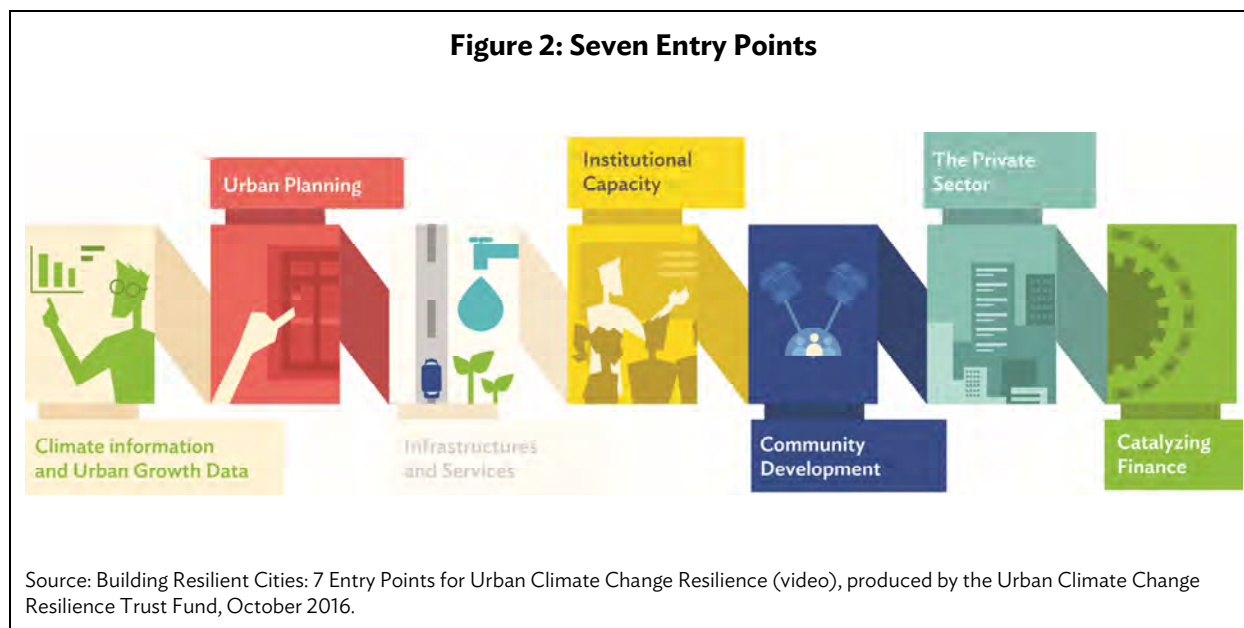 Figure 2: Seven Entry Points
Urban Planning
Institutional
Capacity
The Private
Sector
Climate information
and Urban Growth Data
Infrastructures
and Services
Community
Development
Catalyzing
Finance
Source: Building Resilient Cities: 7 Entry Points for Urban Climate Change Resilience (video), produced by the Urban Climate Change
Resilience Trust Fund, October 2016.